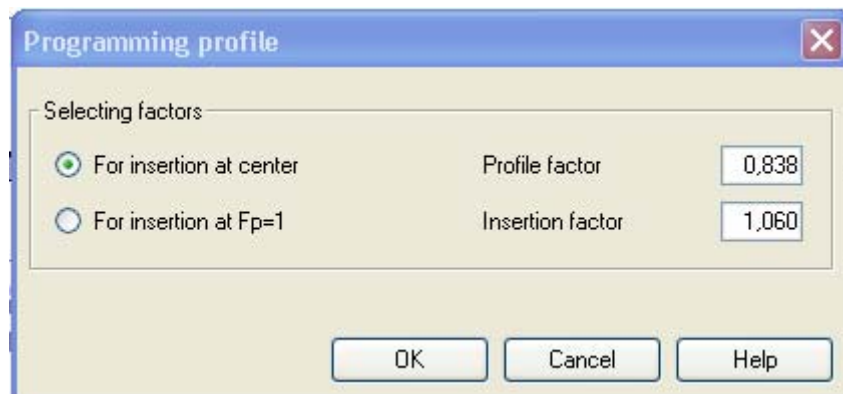 Programming profile
Selecting factors
For insertion at center Profile factor 0,838
For insertion at Fp=1 Insertion factor 1,060
OK Cancel Help